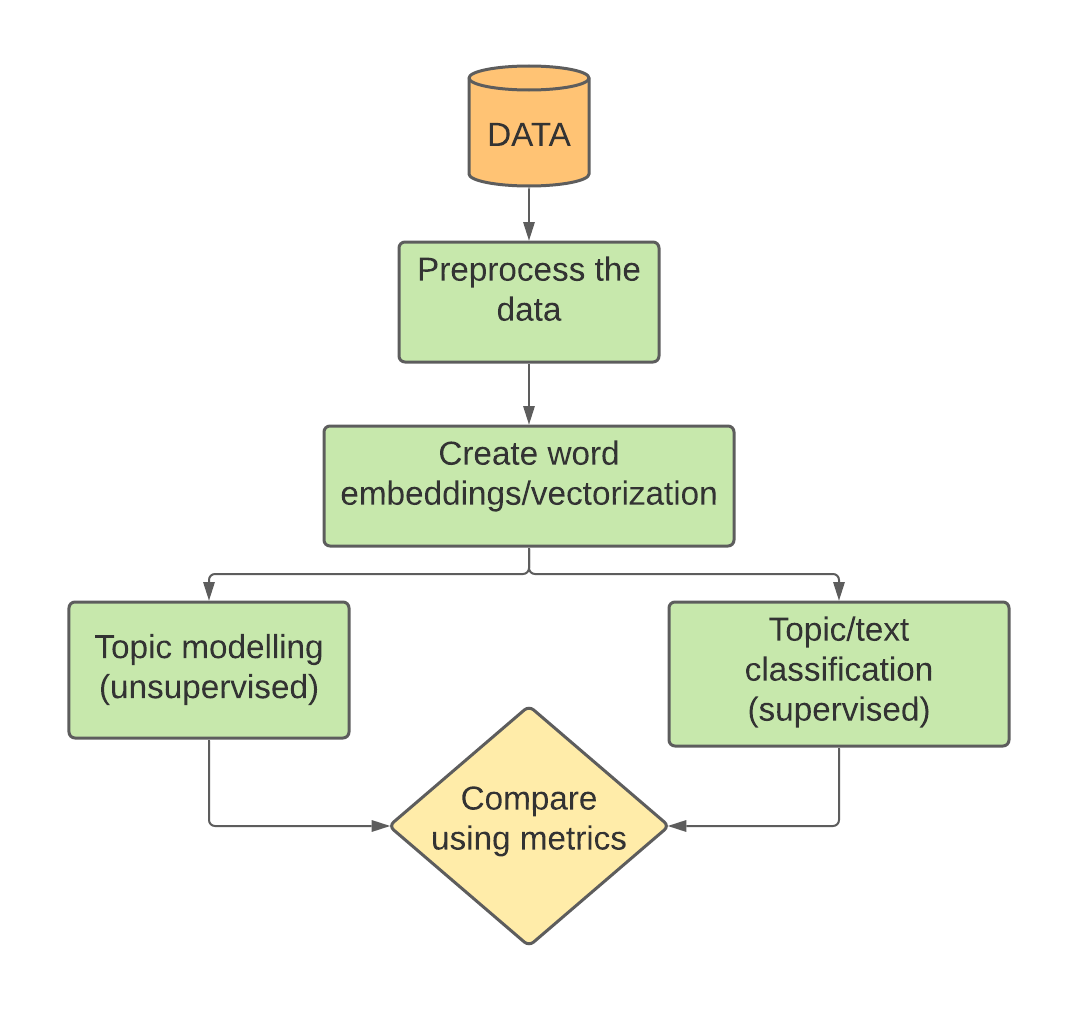 DATA
Preprocess the
data
Create word
embeddings/vectorization
Topic modelling
(unsupervised)
Topic/text
classification
(supervised)
Compare
using metrics